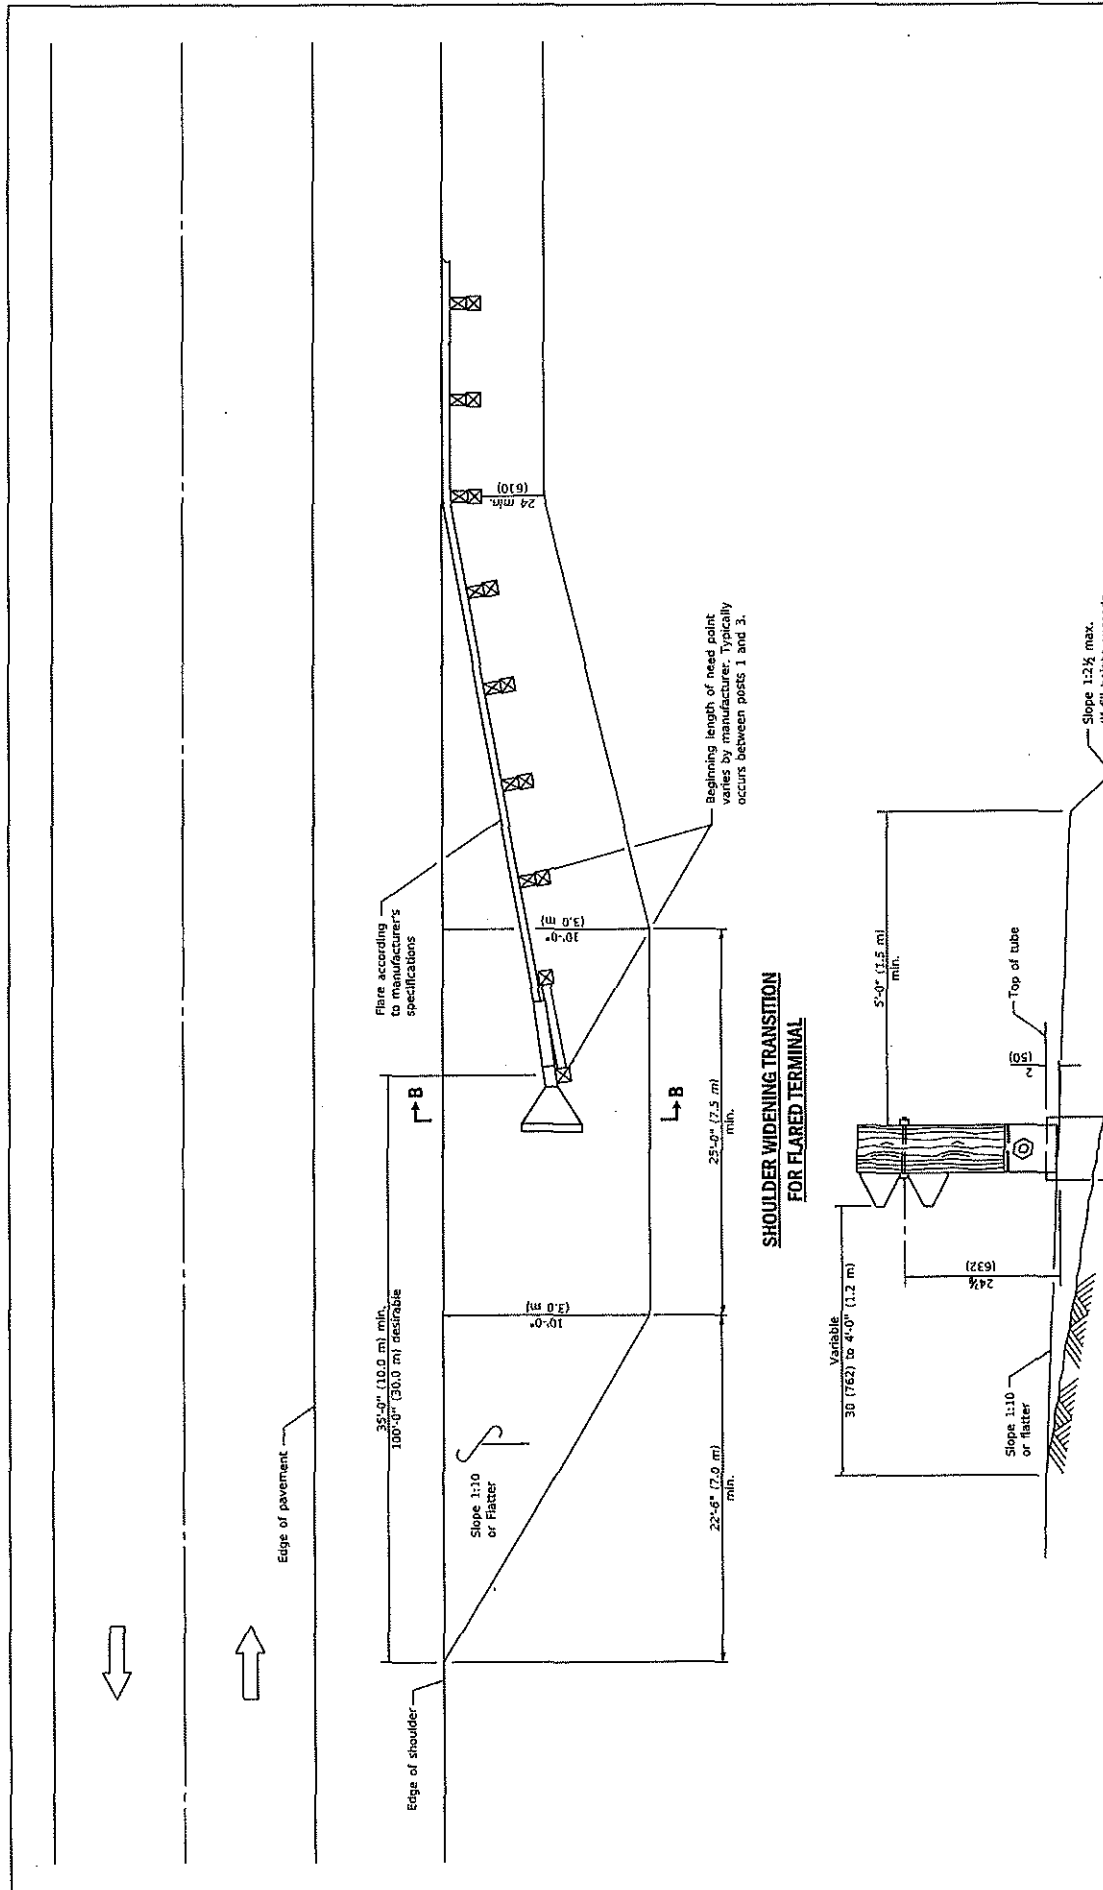 Edge of pavement
Edge of shoulder
35'-0" (10.0 m) min.
100'-0" (30.0 m) desirable
Slope 1:10
or Flatter
Flare according
to manufacturer's
specifications
B
B
10'-0"
(3.0 m)
10'-0"
(3.0 m)
24 min.
(610)
22'-6" (7.0 m)
min.
25'-0" (7.5 m)
min.
Beginning length of need point
varies by manufacturer. Typically
occurs between posts 1 and 3.
SHOULDER WIDENING TRANSITION
FOR FLARED TERMINAL
Variable
30 (762) to 4'-0" (1.2 m)
5'-0" (1.5 m)
min.
24⅞
(632)
2
(50)
Top of tube
Slope 1:10
or flatter
Slope 1:2½ max.